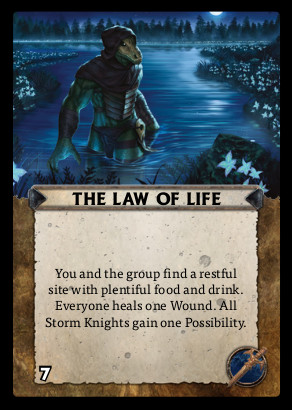 THE LAW OF LIFE
You and the group find a restful
site with plentiful food and drink.
Everyone heals one Wound. All
Storm Knights gain one Possibility.
7